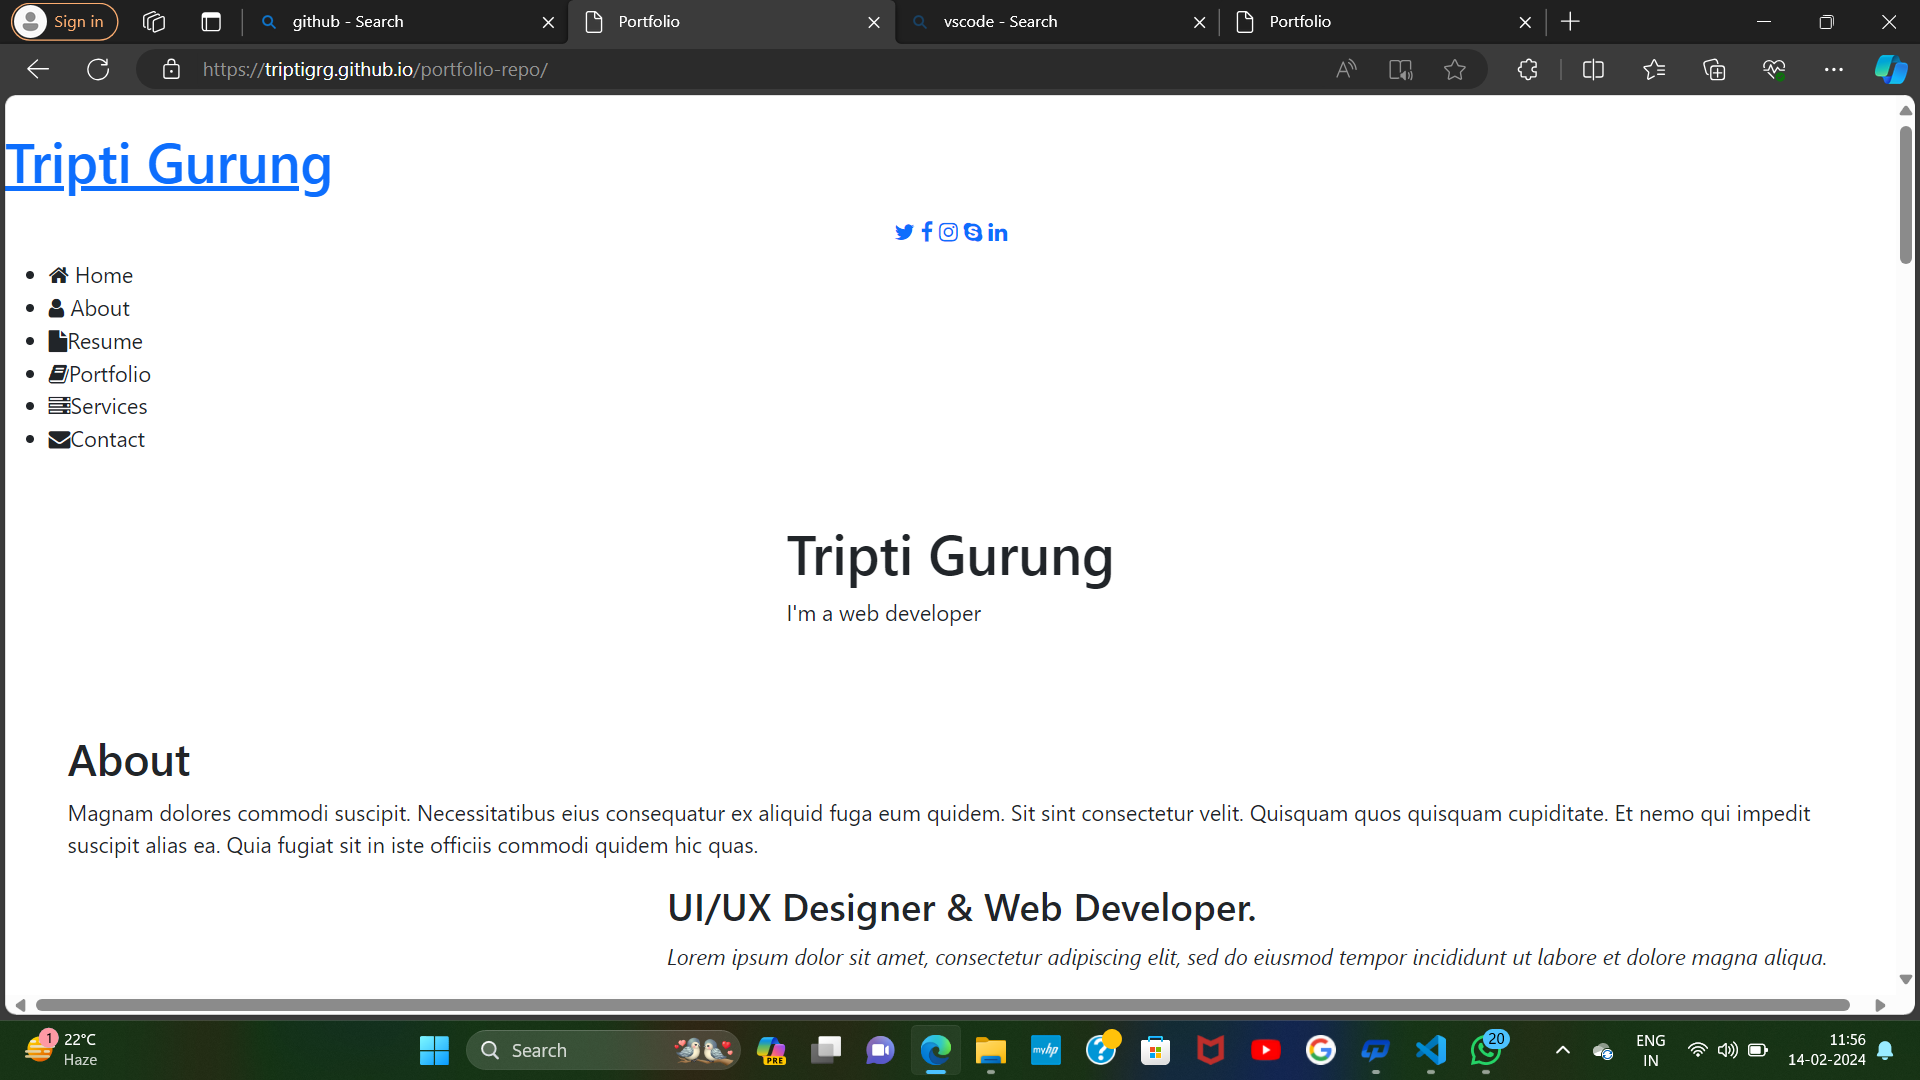 Sign in
github - Search
Portfolio
vscode - Search
Portfolio
https://triptigrg.github.io/portfolio-repo/
Tripti Gurung
Home
About
Resume
Portfolio
Services
Contact
Tripti Gurung
I'm a web developer
About
Magnam dolores commodi suscipit. Necessitatibus eius consequatur ex aliquid fuga eum quidem. Sit sint consectetur velit. Quisquam quos quisquam cupiditate. Et nemo qui impedit
suscipit alias ea. Quia fugiat sit in iste officiis commodi quidem hic quas.
UI/UX Designer & Web Developer.
Lorem ipsum dolor sit amet, consectetur adipiscing elit, sed do eiusmod tempor incididunt ut labore et dolore magna aliqua.
1
22°C
Haze
Search
PRE
myhp
20
ENG
IN
11:56
14-02-2024